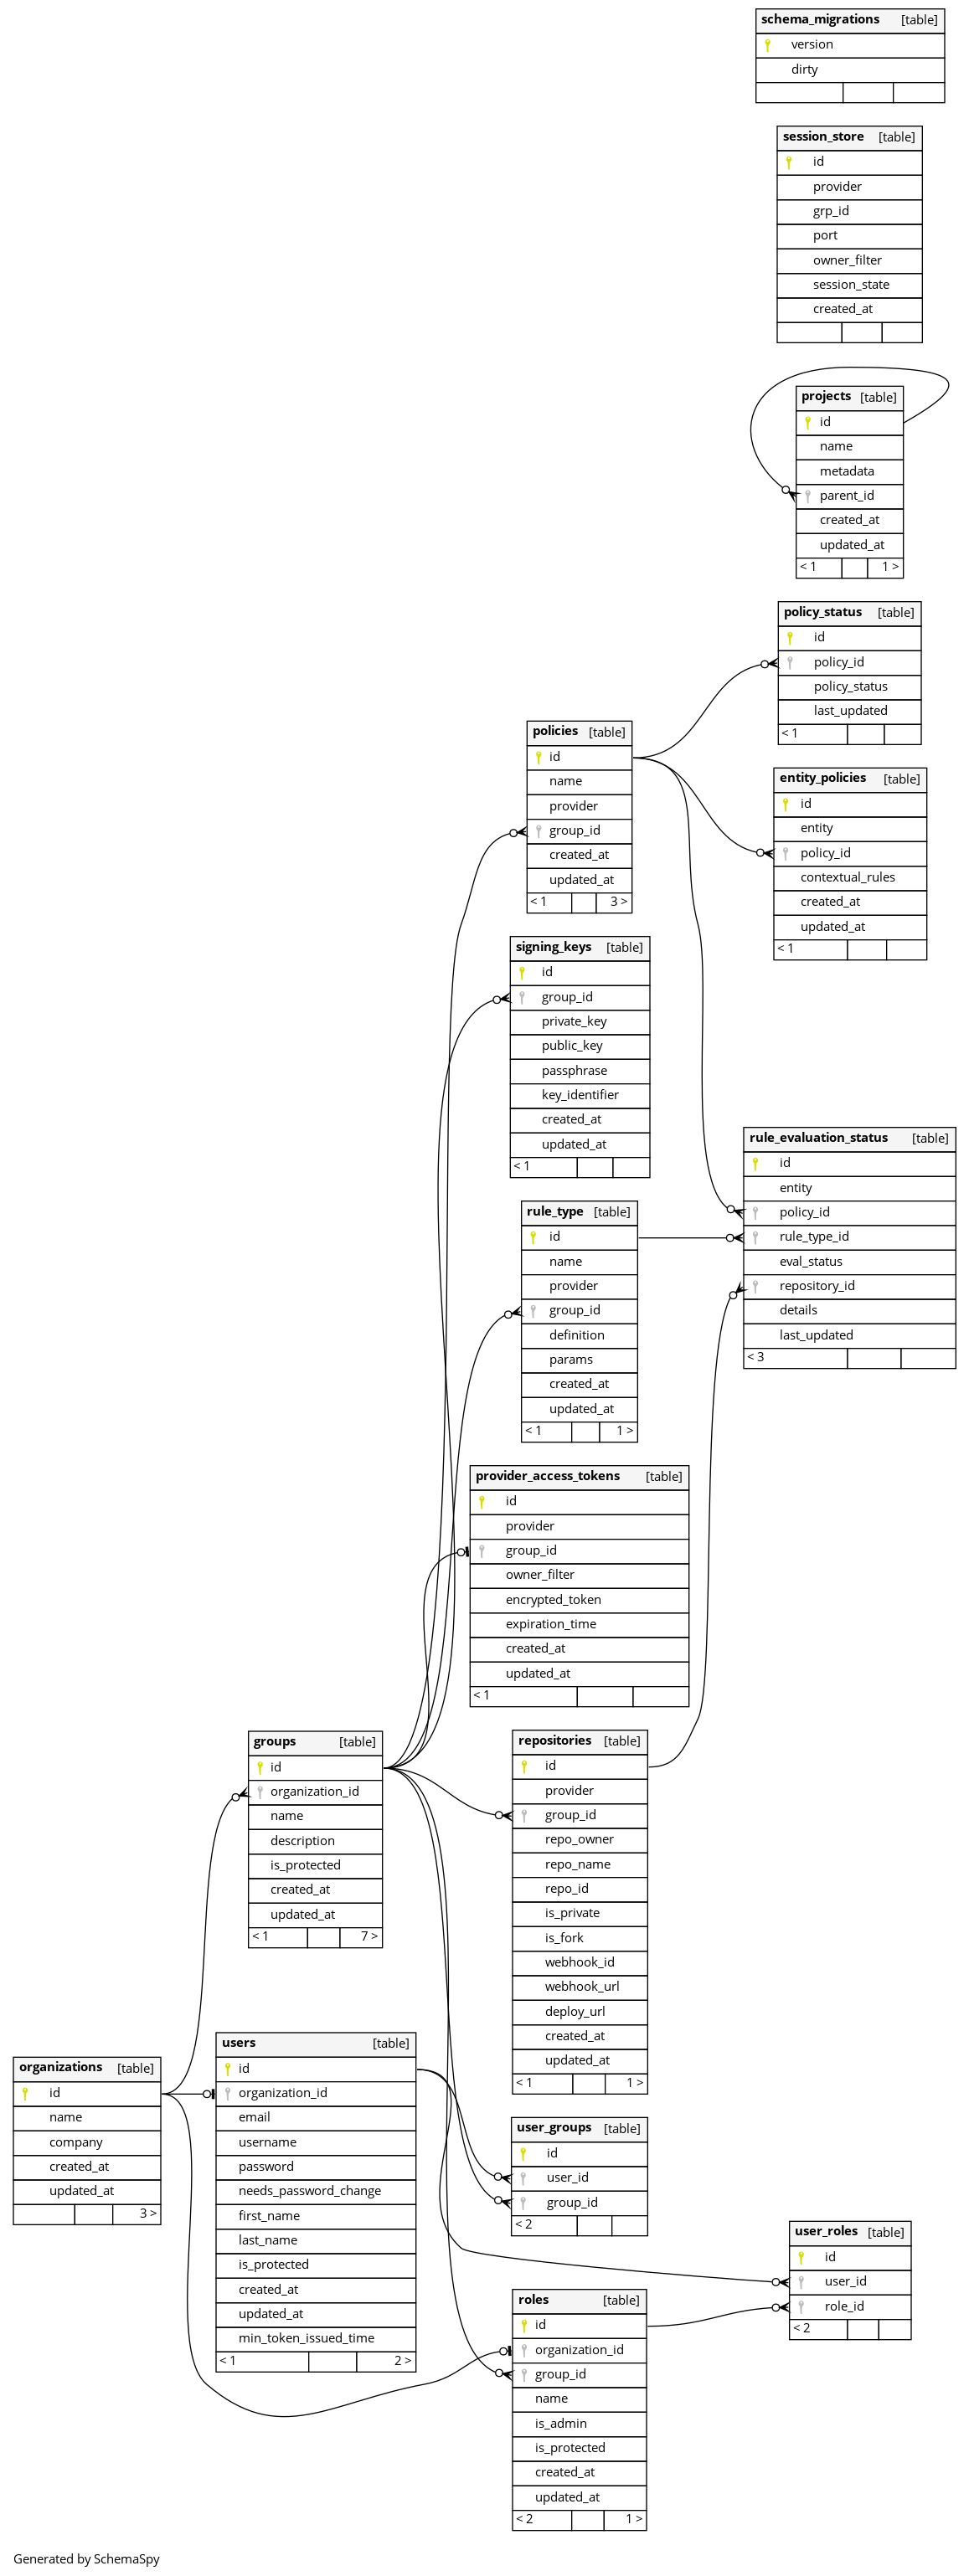 schema_migrations [table]
version
dirty
session_store [table]
id
provider
grp_id
port
owner_filter
session_state
created_at
projects [table]
id
name
metadata
parent_id
created_at
updated_at
< 1 1 >
policy_status [table]
id
policy_id
policy_status
last_updated
< 1
policies [table]
id
name
provider
group_id
created_at
updated_at
< 1 3 >
entity_policies [table]
id
entity
policy_id
contextual_rules
created_at
updated_at
< 1
signing_keys [table]
id
group_id
private_key
public_key
passphrase
key_identifier
created_at
updated_at
< 1
rule_evaluation_status [table]
id
entity
policy_id
rule_type_id
eval_status
repository_id
details
last_updated
< 3
rule_type [table]
id
name
provider
group_id
definition
params
created_at
updated_at
< 1 1 >
provider_access_tokens [table]
id
provider
group_id
owner_filter
encrypted_token
expiration_time
created_at
updated_at
< 1
groups [table]
id
organization_id
name
description
is_protected
created_at
updated_at
< 1 7 >
repositories [table]
id
provider
group_id
repo_owner
repo_name
repo_id
is_private
is_fork
webhook_id
webhook_url
deploy_url
created_at
updated_at
< 1 1 >
organizations [table]
id
name
company
created_at
updated_at
3 >
users [table]
id
organization_id
email
username
password
needs_password_change
first_name
last_name
is_protected
created_at
updated_at
min_token_issued_time
< 1 2 >
user_groups [table]
id
user_id
group_id
< 2
user_roles [table]
id
user_id
role_id
< 2
roles [table]
id
organization_id
group_id
name
is_admin
is_protected
created_at
updated_at
< 2 1 >
Generated by SchemaSpy